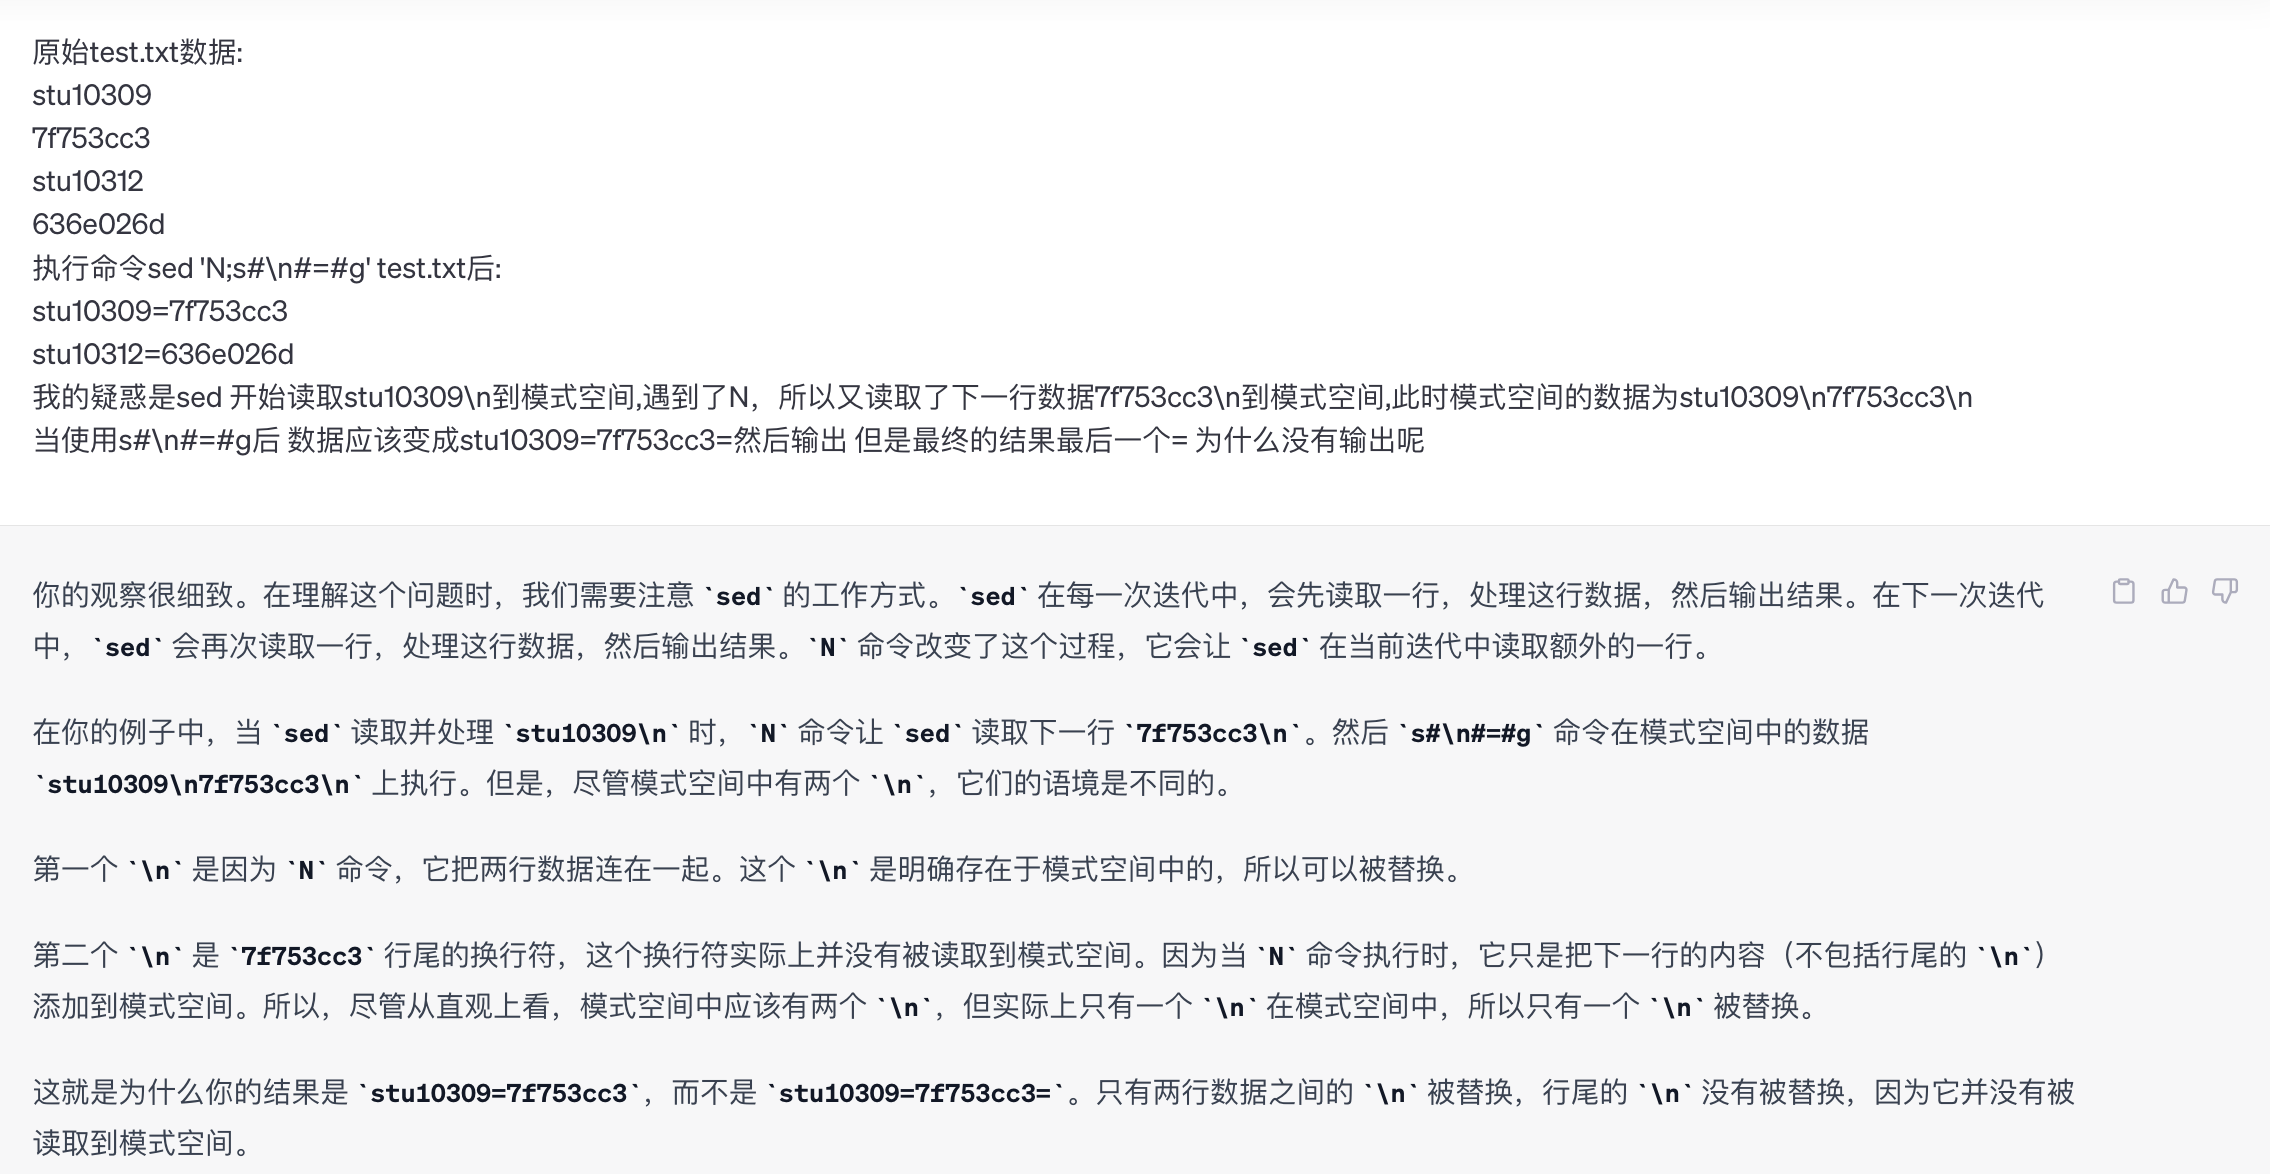 原始test.txt数据:
stu10309
7f753cc3
stu10312
636e026d
执行命令sed 'N;s#\n#=#g' test.txt后:
stu10309=7f753cc3
stu10312=636e026d
我的疑惑是sed 开始读取stu10309\n到模式空间,遇到了N，所以又读取了下一行数据7f753cc3\n到模式空间,此时模式空间的数据为stu10309\n7f753cc3\n
当使用s#\n#=#g后 数据应该变成stu10309=7f753cc3=然后输出 但是最终的结果最后一个= 为什么没有输出呢
你的观察很细致。在理解这个问题时，我们需要注意 `sed` 的工作方式。`sed` 在每一次迭代中，会先读取一行，处理这行数据，然后输出结果。在下一次迭代
中，`sed` 会再次读取一行，处理这行数据，然后输出结果。`N` 命令改变了这个过程，它会让 `sed` 在当前迭代中读取额外的一行。
在你的例子中，当 `sed` 读取并处理 `stu10309\n` 时，`N` 命令让 `sed` 读取下一行 `7f753cc3\n`。然后 `s#\n#=#g` 命令在模式空间中的数据
`stu10309\n7f753cc3\n` 上执行。但是，尽管模式空间中有两个 `\n`，它们的语境是不同的。
第一个 `\n` 是因为 `N` 命令，它把两行数据连在一起。这个 `\n` 是明确存在于模式空间中的，所以可以被替换。
第二个 `\n` 是 `7f753cc3` 行尾的换行符，这个换行符实际上并没有被读取到模式空间。因为当 `N` 命令执行时，它只是把下一行的内容（不包括行尾的 `\n`）
添加到模式空间。所以，尽管从直观上看，模式空间中应该有两个 `\n`，但实际上只有一个 `\n` 在模式空间中，所以只有一个 `\n` 被替换。
这就是为什么你的结果是 `stu10309=7f753cc3`，而不是 `stu10309=7f753cc3=`。只有两行数据之间的 `\n` 被替换，行尾的 `\n` 没有被替换，因为它并没有被
读取到模式空间。